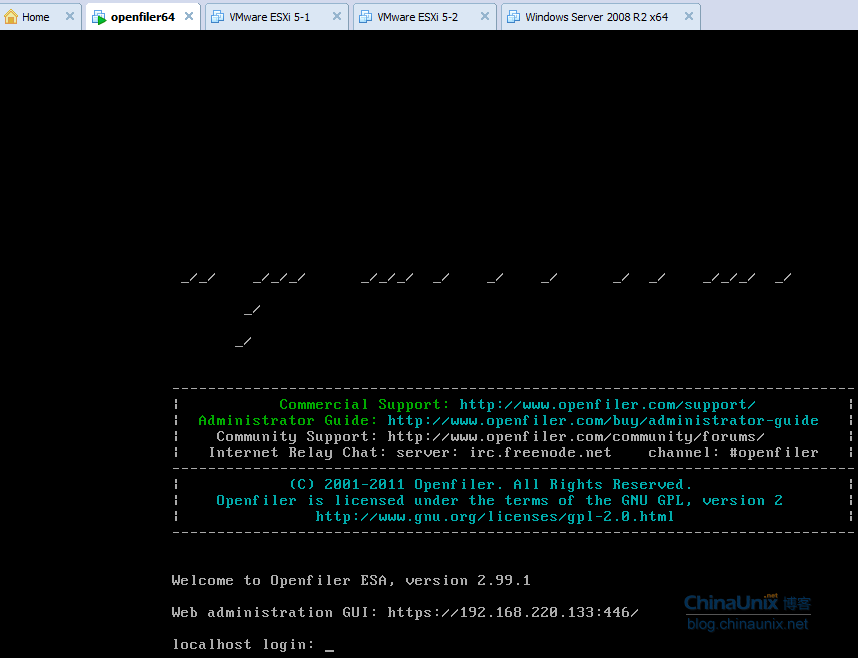 Home openfiler64 VMware ESXi 5-1 VMware ESXi 5-2 Windows Server 2008 R2 x64
_/_/    _/_/_/      _/_/_/  _/    _/    _/      _/  _/    _/_/_/  _/
_/
_/
Commercial Support: http://www.openfiler.com/support/
Administrator Guide: http://www.openfiler.com/buy/administrator-guide
Community Support: http://www.openfiler.com/community/forums/
Internet Relay Chat: server: irc.freenode.net    channel: #openfiler
(C) 2001-2011 Openfiler. All Rights Reserved.
Openfiler is licensed under the terms of the GNU GPL, version 2
http://www.gnu.org/licenses/gpl-2.0.html
Welcome to Openfiler ESA, version 2.99.1
Web administration GUI: https://192.168.220.133:446/
localhost login: _
ChinaUnix.net 博客
blog.chinaunix.net